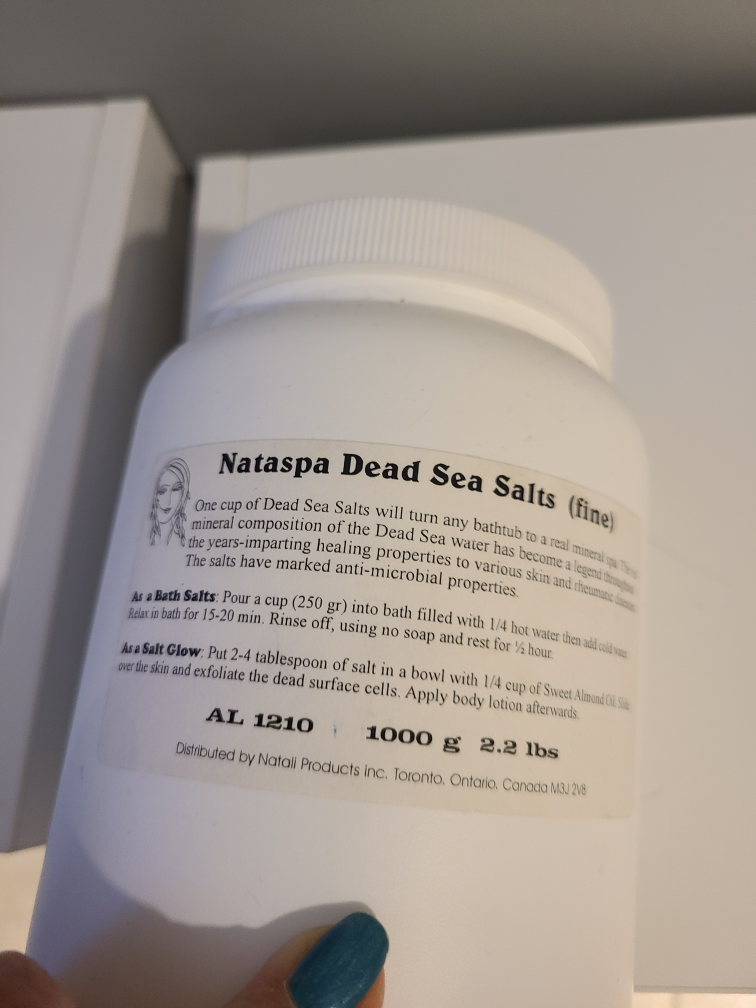 Nataspa Dead Sea Salts (fine)
One cup of Dead Sea Salts will turn any bathtub to a real mineral spa. The
mineral composition of the Dead Sea water has become a legend throughout
the years-imparting healing properties to various skin and rheumatic diseases
The salts have marked anti-microbial properties.
As a Bath Salts: Pour a cup (250 gr) into bath filled with 1/4 hot water then add cold water.
Relax in bath for 15-20 min. Rinse off, using no soap and rest for ½ hour.
As a Salt Glow: Put 2-4 tablespoon of salt in a bowl with 1/4 cup of Sweet Almond Oil.
over the skin and exfoliate the dead surface cells. Apply body lotion afterwards.
AL 1210 1000 g 2.2 lbs
Distributed by Natali Products Inc. Toronto, Ontario, Canada M3J 2V8